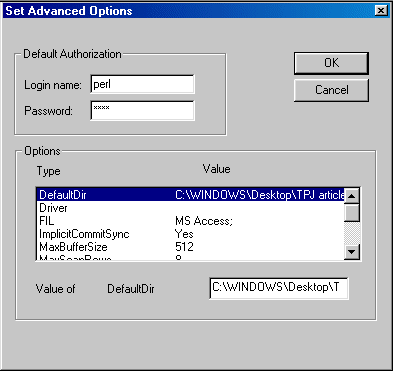 Set Advanced Options
Default Authorization
Login name: perl
Password: ****
OK
Cancel
Options
Type Value
DefaultDir C:\WINDOWS\Desktop\TPJ article
Driver
FIL MS Access;
ImplicitCommitSync Yes
MaxBufferSize 512
MaxScanRows 8
Value of DefaultDir C:\WINDOWS\Desktop\T